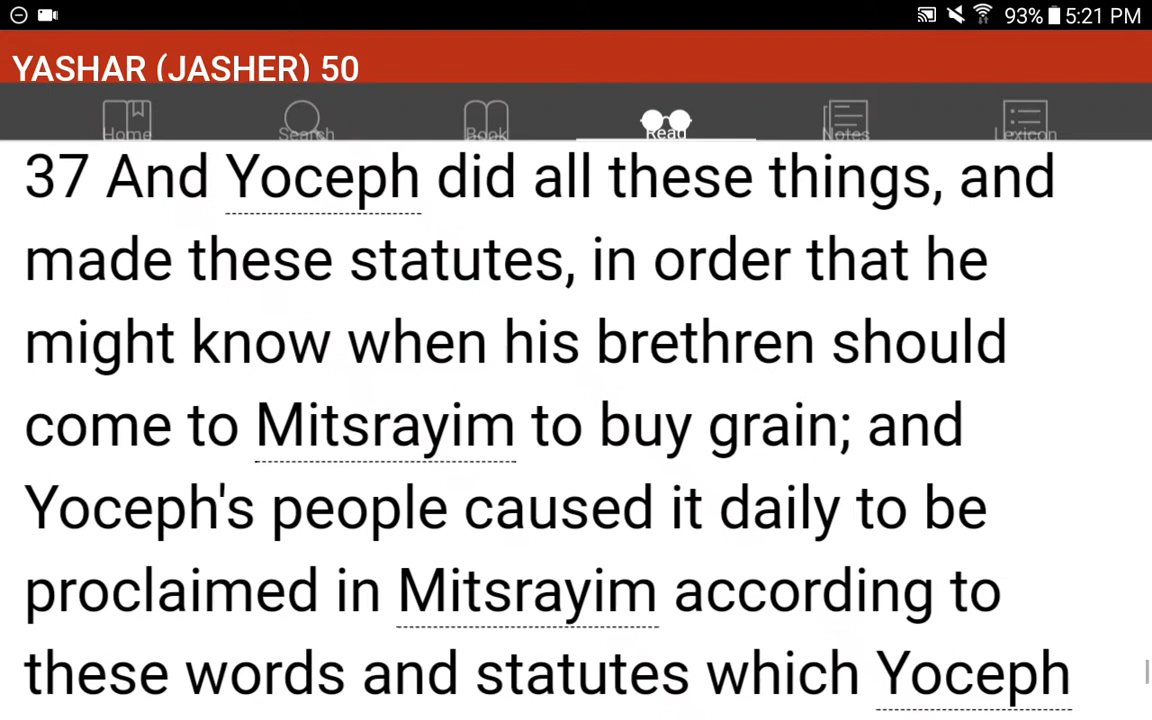 93% 5:21 PM
YASHAR (JASHER) 50
Home Search Book Read Notes Lexicon
37 And Yoceph did all these things, and
made these statutes, in order that he
might know when his brethren should
come to Mitsrayim to buy grain; and
Yoceph's people caused it daily to be
proclaimed in Mitsrayim according to
these words and statutes which Yoceph